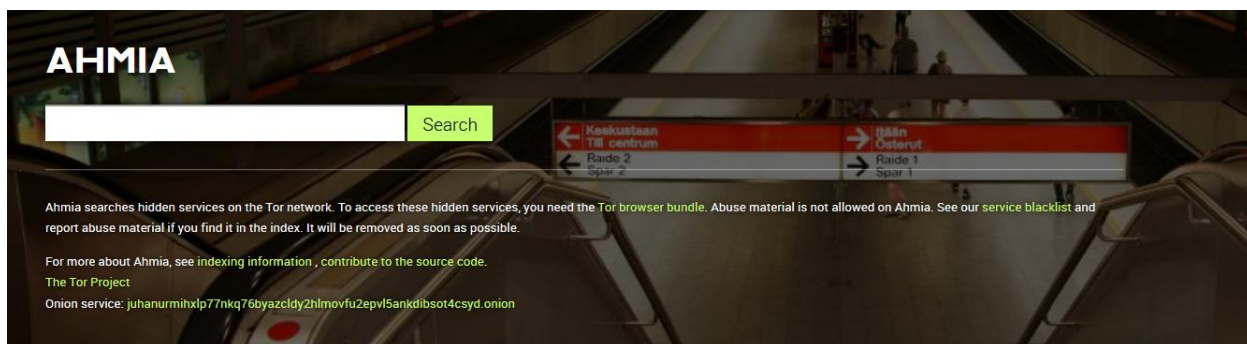 AHMIA
Search
Keskustaan
Till centrum
Itään
Österut
Raide 2
Spår 2
Raide 1
Spår 1
Ahmia searches hidden services on the Tor network. To access these hidden services, you need the Tor browser bundle. Abuse material is not allowed on Ahmia. See our service blacklist and
report abuse material if you find it in the index. It will be removed as soon as possible.
For more about Ahmia, see indexing information , contribute to the source code.
The Tor Project
Onion service: juhanurmihxlp77nkq76byazcldy2hlmovfu2epvl5ankdibsot4csyd.onion